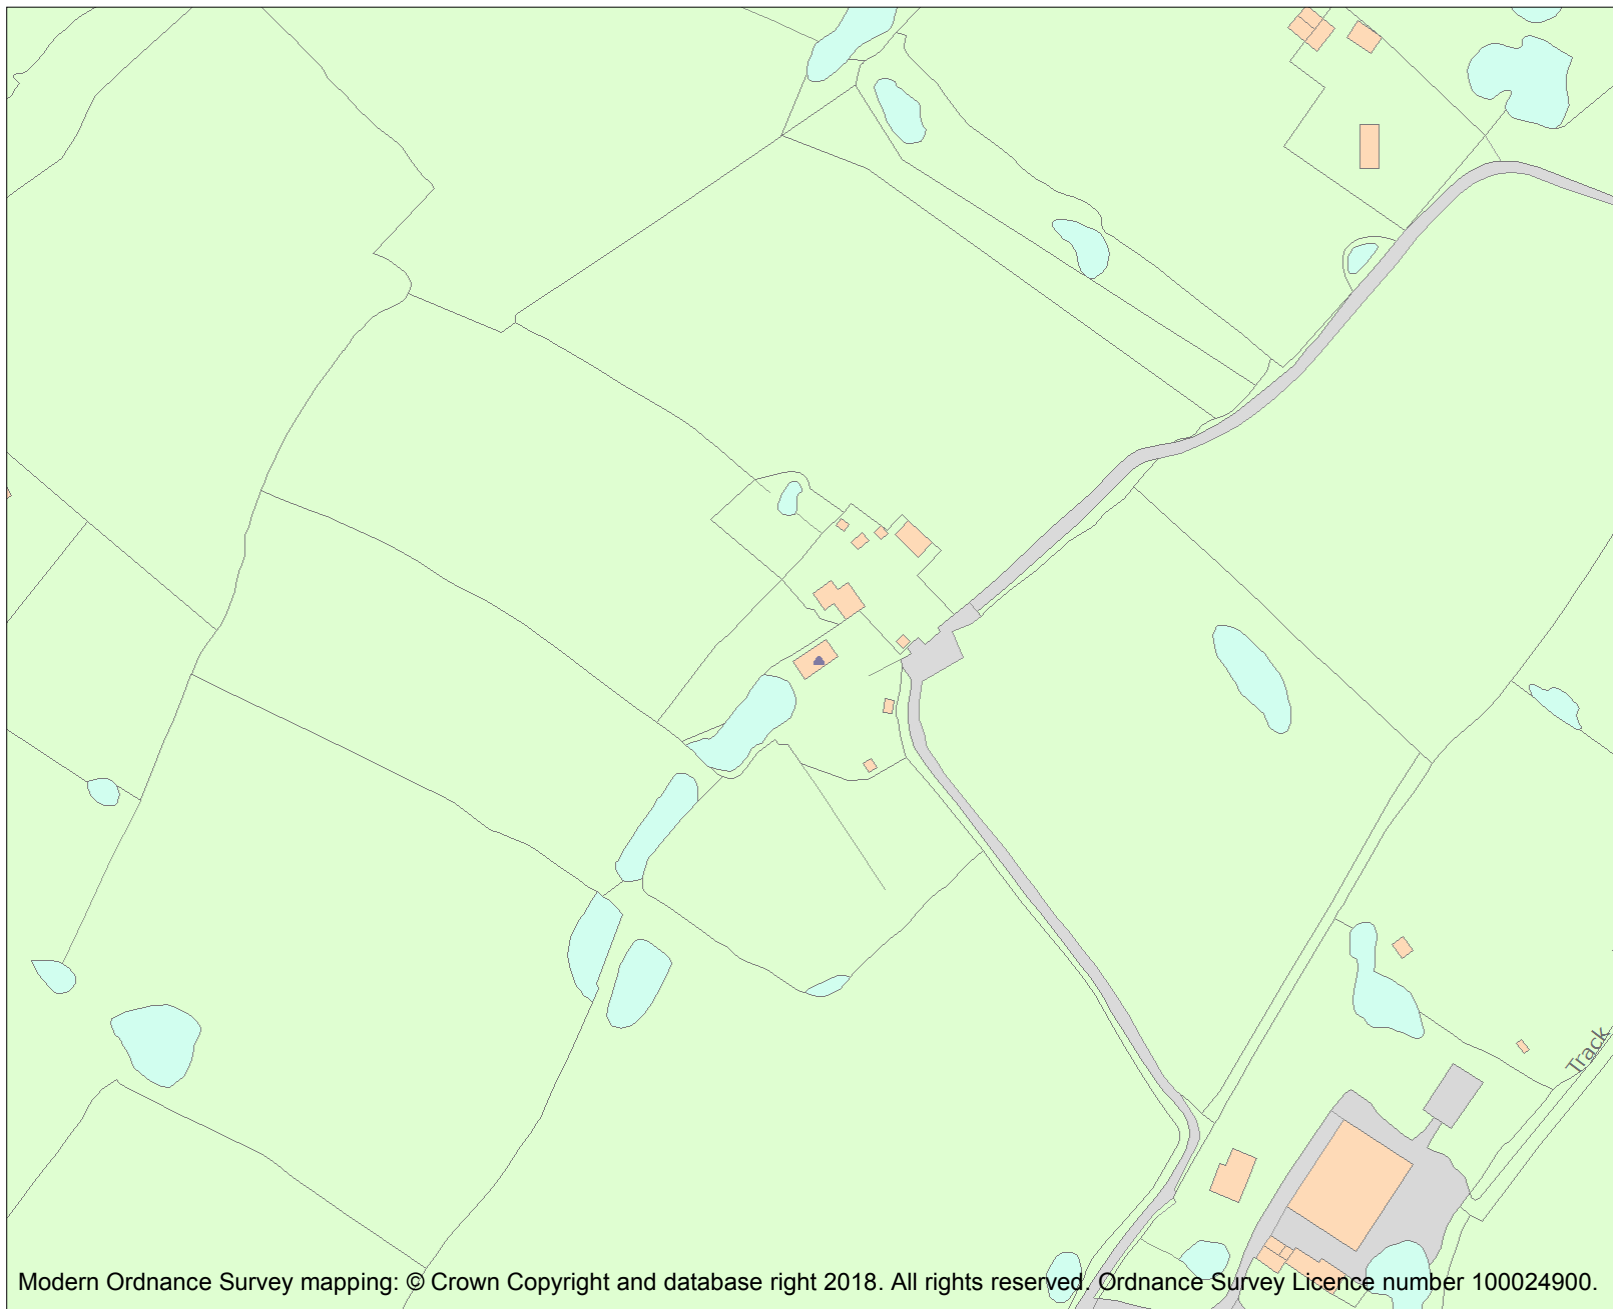 Track
Modern Ordnance Survey mapping: © Crown Copyright and database right 2018. All rights reserved. Ordnance Survey Licence number 100024900.